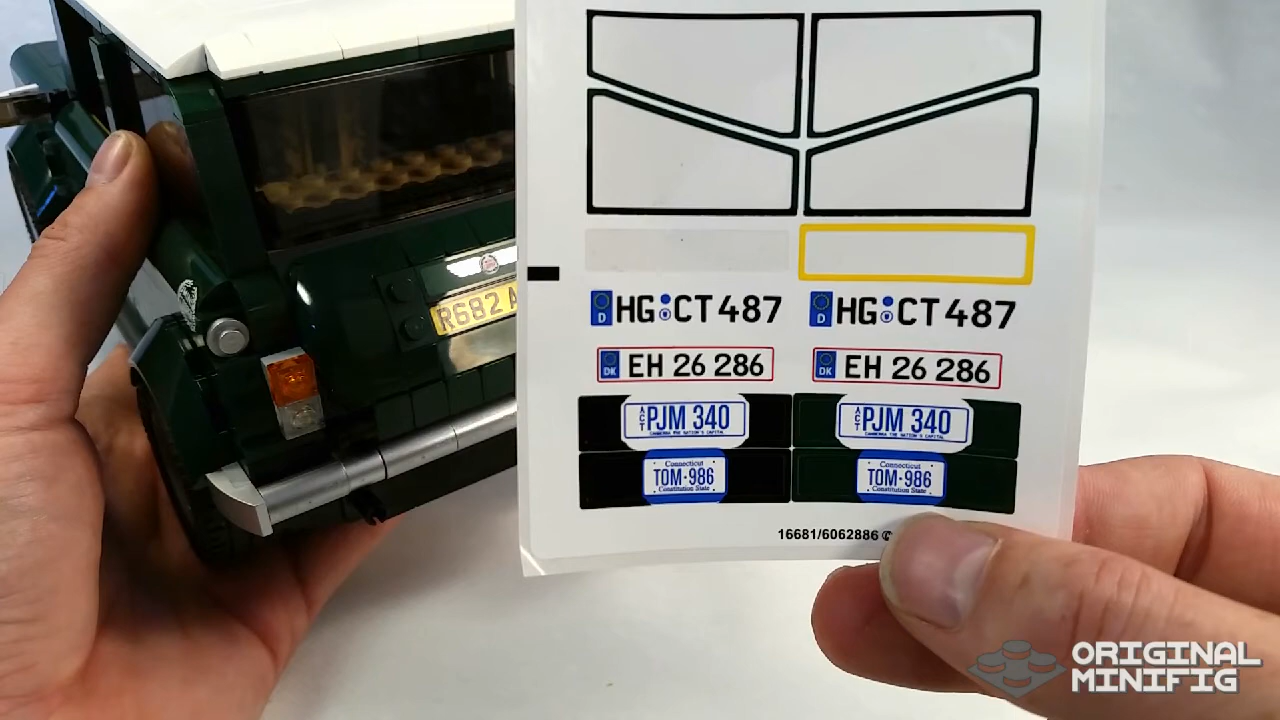 R682 A
D HG CT 487
D HG CT 487
DK EH 26 286
DK EH 26 286
ACT PJM 340
CANBERRA THE NATION'S CAPITAL
ACT PJM 340
CANBERRA THE NATION'S CAPITAL
Connecticut
TOM-986
Constitution State
Connecticut
TOM-986
Constitution State
16681/6062886 ©
ORIGINAL
MINIFIG